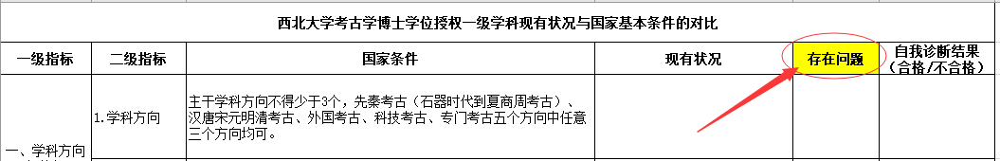 西北大学考古学博士学位授权一级学科现有状况与国家基本条件的对比
一级指标 二级指标 国家条件 现有状况 存在问题 自我诊断结果
（合格/不合格）
1.学科方向
主干学科方向不得少于3个，先秦考古（石器时代到夏商周考古）、
汉唐宋元明清考古、外国考古、科技考古、专门考古五个方向中任意
三个方向均可。
一、学科方向